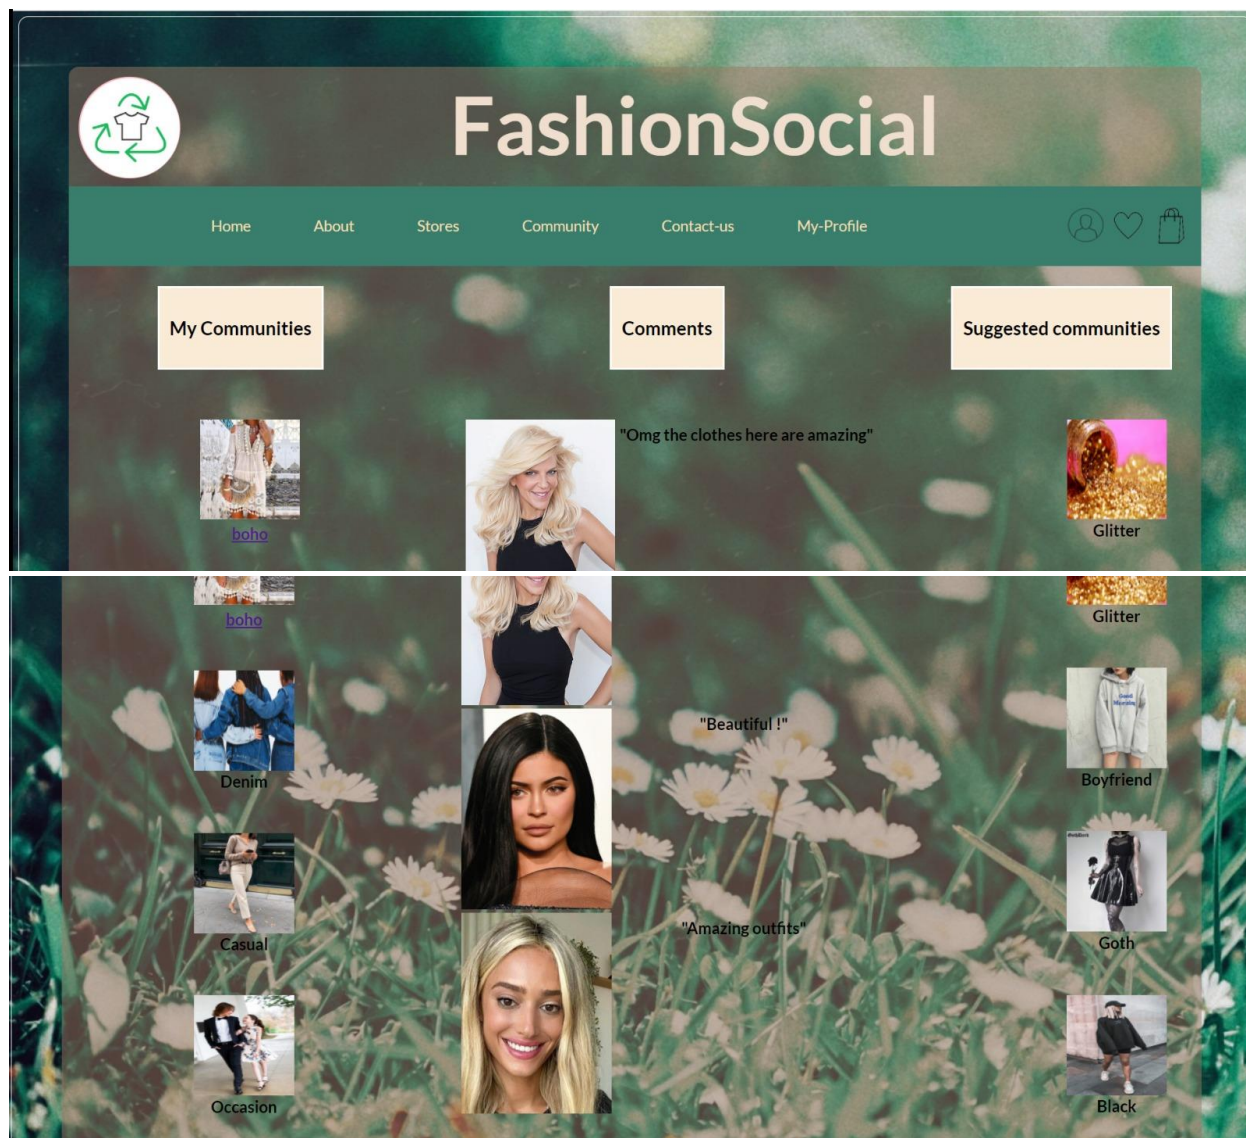 FashionSocial
Home About Stores Community Contact-us My-Profile
My Communities Comments Suggested communities
"Omg the clothes here are amazing"
boho Glitter
boho Glitter
"Beautiful !"
Denim Boyfriend
"Amazing outfits"
Casual Goth
Occasion Black